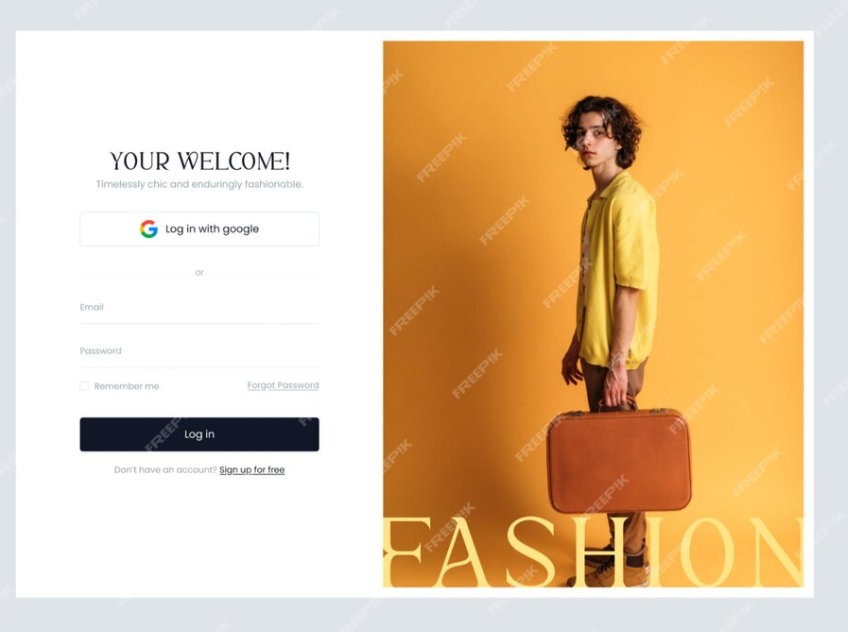 YOUR WELCOME!
Timelessly chic and enduringly fashionable.
Log in with google
or
Email
Password
Remember me
Forgot Password
Log in
Don't have an account? Sign up for free
FASHION
FREEPIK